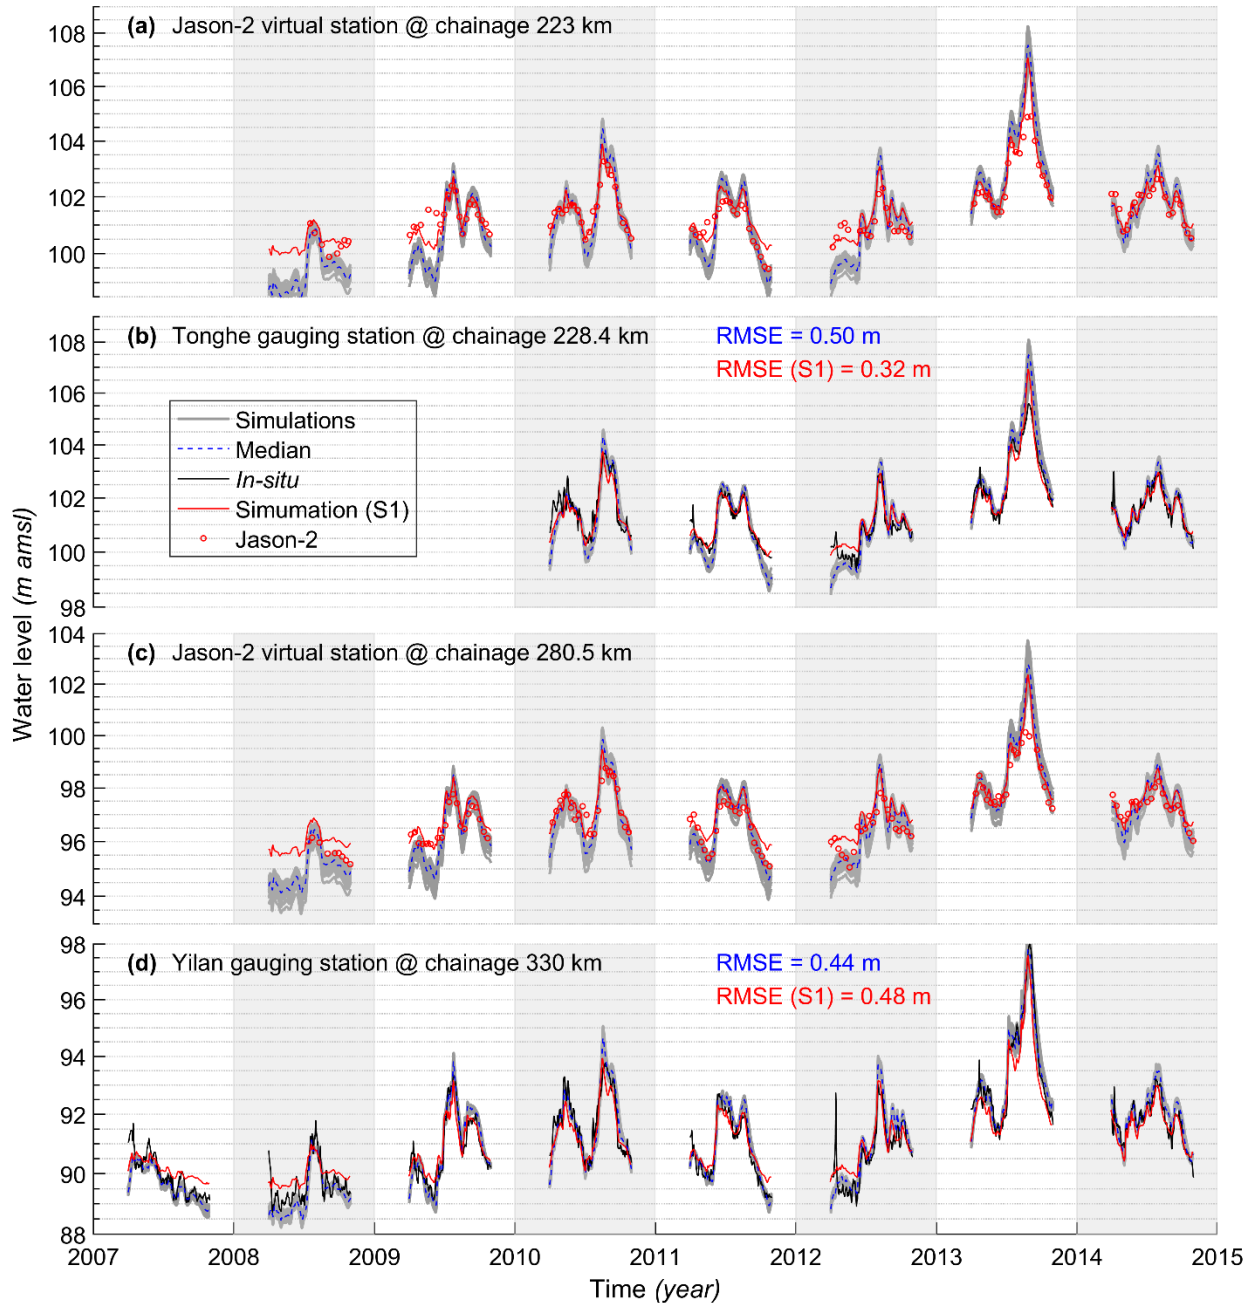 (a) Jason-2 virtual station @ chainage 223 km
108
106
104
102
100
(b) Tonghe gauging station @ chainage 228.4 km
RMSE = 0.50 m
RMSE (S1) = 0.32 m
108
106
104
102
100
98
Simulations
Median
In-situ
Simumation (S1)
Jason-2
Water level (m amsl)
(c) Jason-2 virtual station @ chainage 280.5 km
104
102
100
98
96
94
(d) Yilan gauging station @ chainage 330 km
RMSE = 0.44 m
RMSE (S1) = 0.48 m
98
96
94
92
90
88
2007 2008 2009 2010 2011 2012 2013 2014 2015
Time (year)